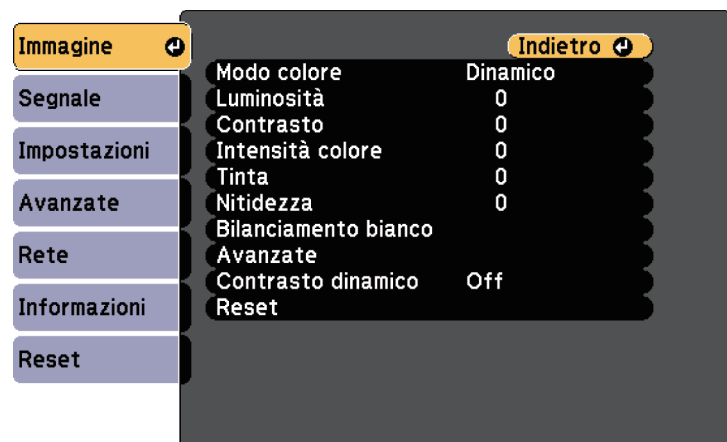 Immagine
Segnale
Impostazioni
Avanzate
Rete
Informazioni
Reset
Indietro
Modo colore Dinamico
Luminosità 0
Contrasto 0
Intensità colore 0
Tinta 0
Nitidezza 0
Bilanciamento bianco
Avanzate
Contrasto dinamico Off
Reset